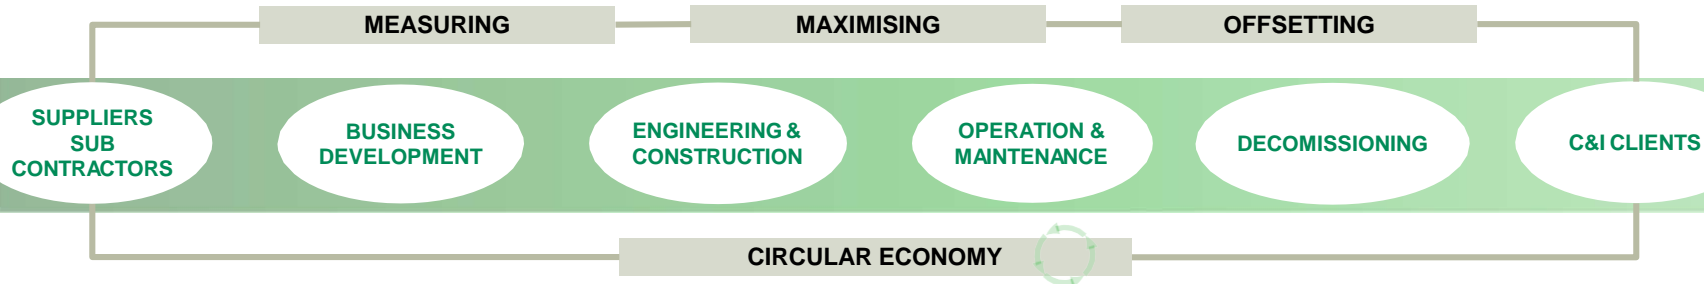 MEASURING
MAXIMISING
OFFSETTING
SUPPLIERS
SUB
CONTRACTORS
BUSINESS
DEVELOPMENT
ENGINEERING &
CONSTRUCTION
OPERATION &
MAINTENANCE
DECOMISSIONING
C&I CLIENTS
CIRCULAR ECONOMY